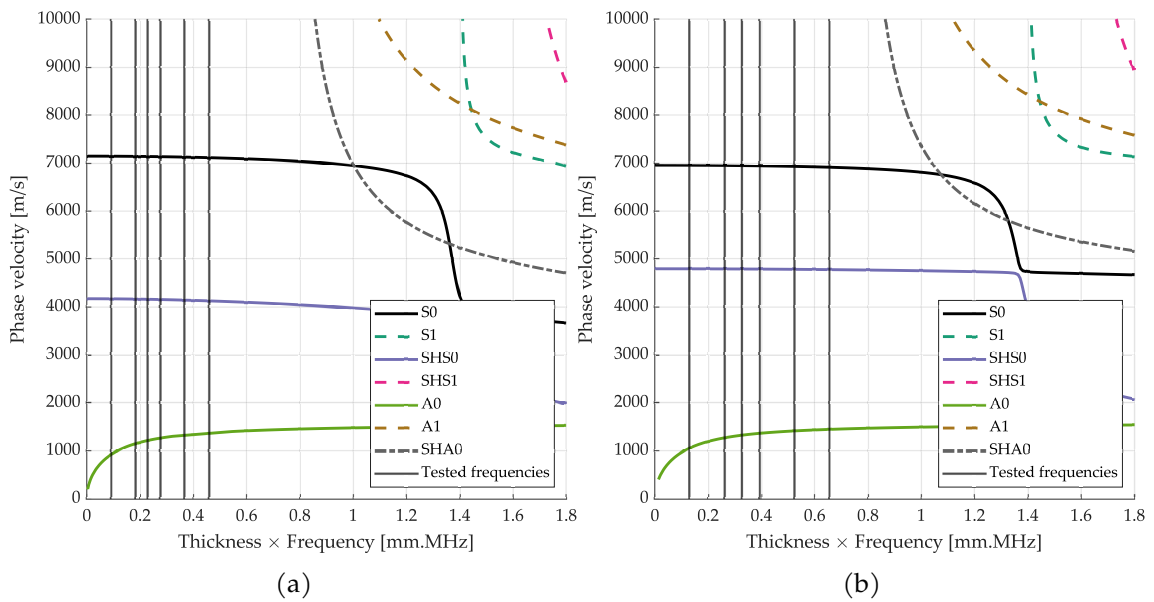 10000
9000
8000
7000
6000
5000
4000
3000
2000
1000
0
Phase velocity [m/s]
S0
S1
SHS0
SHS1
A0
A1
SHA0
Tested frequencies
0 0.2 0.4 0.6 0.8 1 1.2 1.4 1.6 1.8
Thickness × Frequency [mm.MHz]
(a)
10000
9000
8000
7000
6000
5000
4000
3000
2000
1000
0
Phase velocity [m/s]
S0
S1
SHS0
SHS1
A0
A1
SHA0
Tested frequencies
0 0.2 0.4 0.6 0.8 1 1.2 1.4 1.6 1.8
Thickness × Frequency [mm.MHz]
(b)